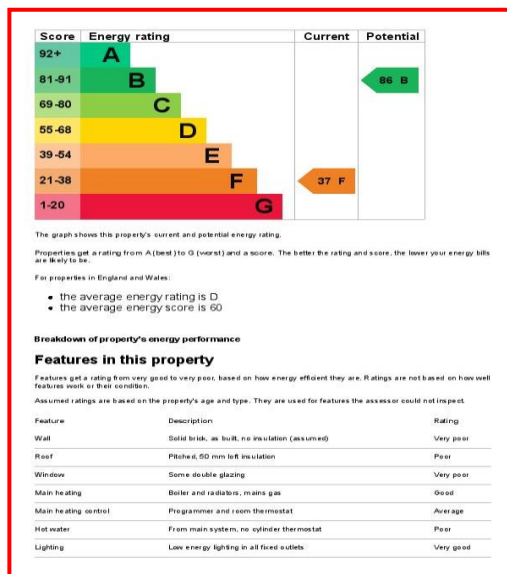 Score Energy rating Current Potential
92+ A
81-91 B 86 B
69-80 C
55-68 D
39-54 E
21-38 F 37 F
1-20 G
The graph shows this property's current and potential energy rating.
Properties get a rating from A (best) to G (worst) and a score. The better the rating and score, the lower your energy bills
are likely to be.
For properties in England and Wales:
• the average energy rating is D
• the average energy score is 60
Breakdown of property's energy performance
Features in this property
Features get a rating from very good to very poor, based on how energy efficient they are. Ratings are not based on how well
features work or their condition.
Assumed ratings are based on the property's age and type. They are used for features the assessor could not inspect.
Feature Description Rating
Wall Solid brick, as built, no insulation (assumed) Very poor
Roof Pitched, 50 mm loft insulation Poor
Window Some double glazing Very poor
Main heating Boiler and radiators, mains gas Good
Main heating control Programmer and room thermostat Average
Hot water From main system, no cylinder thermostat Poor
Lighting Low energy lighting in all fixed outlets Very good